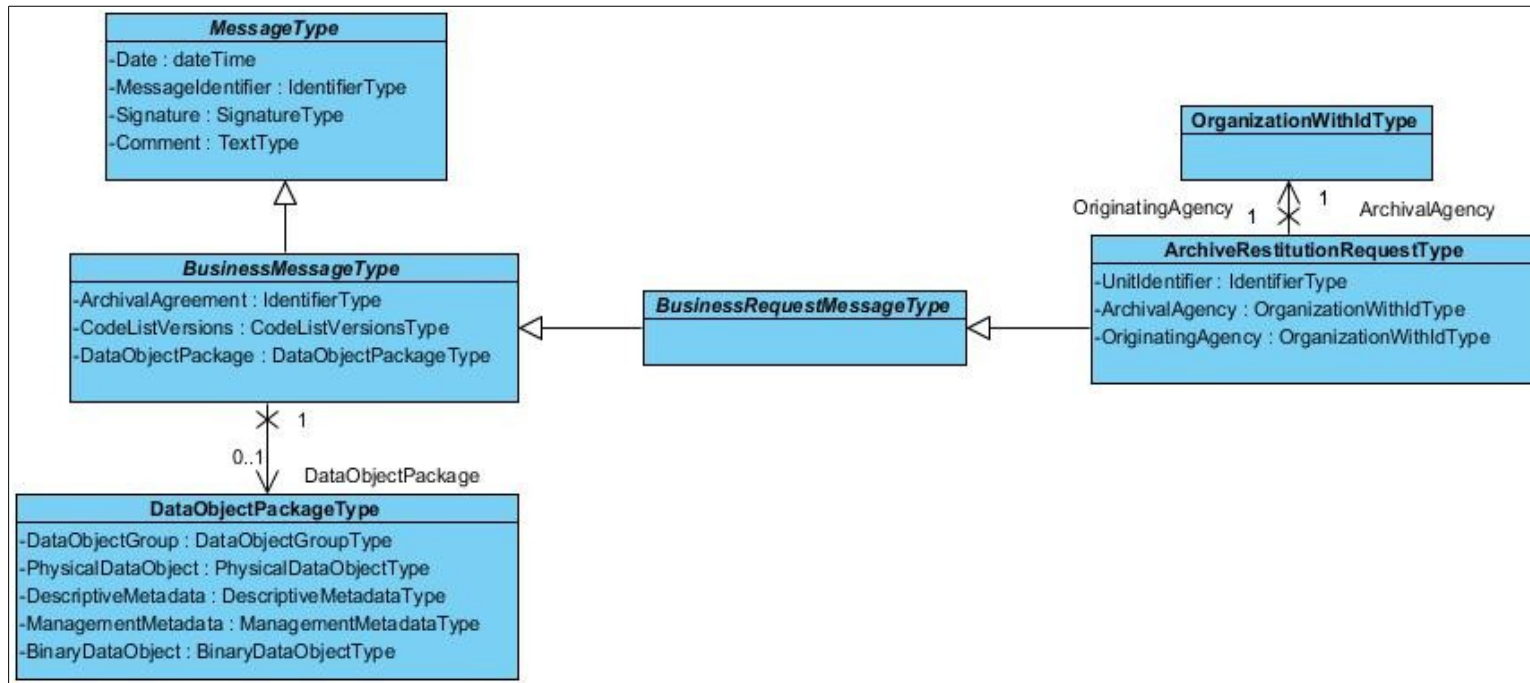 MessageType
-Date : dateTime
-MessageIdentifier : IdentifierType
-Signature : SignatureType
-Comment : TextType
OrganizationWithIdType
OriginatingAgency
1
1
ArchivalAgency
BusinessMessageType
-ArchivalAgreement : IdentifierType
-CodeListVersions : CodeListVersionsType
-DataObjectPackage : DataObjectPackageType
BusinessRequestMessageType
ArchiveRestitutionRequestType
-UnitIdentifier : IdentifierType
-ArchivalAgency : OrganizationWithIdType
-OriginatingAgency : OrganizationWithIdType
1
0..1
DataObjectPackage
DataObjectPackageType
-DataObjectGroup : DataObjectGroupType
-PhysicalDataObject : PhysicalDataObjectType
-DescriptiveMetadata : DescriptiveMetadataType
-ManagementMetadata : ManagementMetadataType
-BinaryDataObject : BinaryDataObjectType